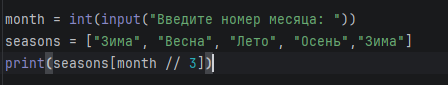 month = int(input("Введите номер месяца: "))
seasons = ["Зима", "Весна", "Лето", "Осень","Зима"]
print(seasons[month // 3])